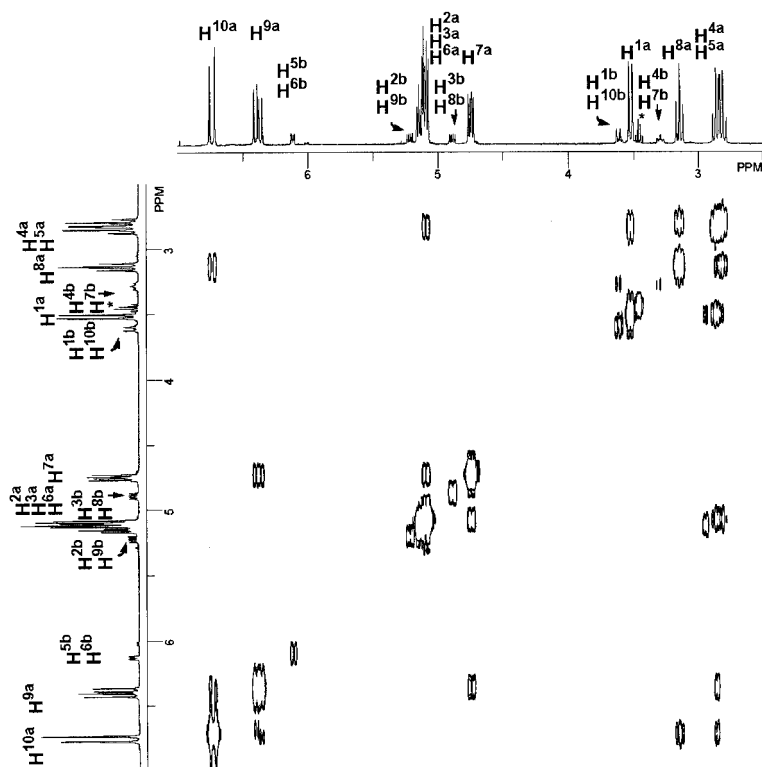 H10a
H9a
H5b
H6b
H2b
H9b
H2a
H3a
H6a
H3b
H8b
H7a
H1b
H10b
H1a
H4b
H7b
*
H8a
H4a
H5a
6
5
4
3
PPM
PPM
3
4
5
6
H4a
H5a
H8a
H1a
H4b
H7b
*
H1b
H10b
H7a
H2a
H3a
H6a
H3b
H8b
H2b
H9b
H5b
H6b
H9a
H10a